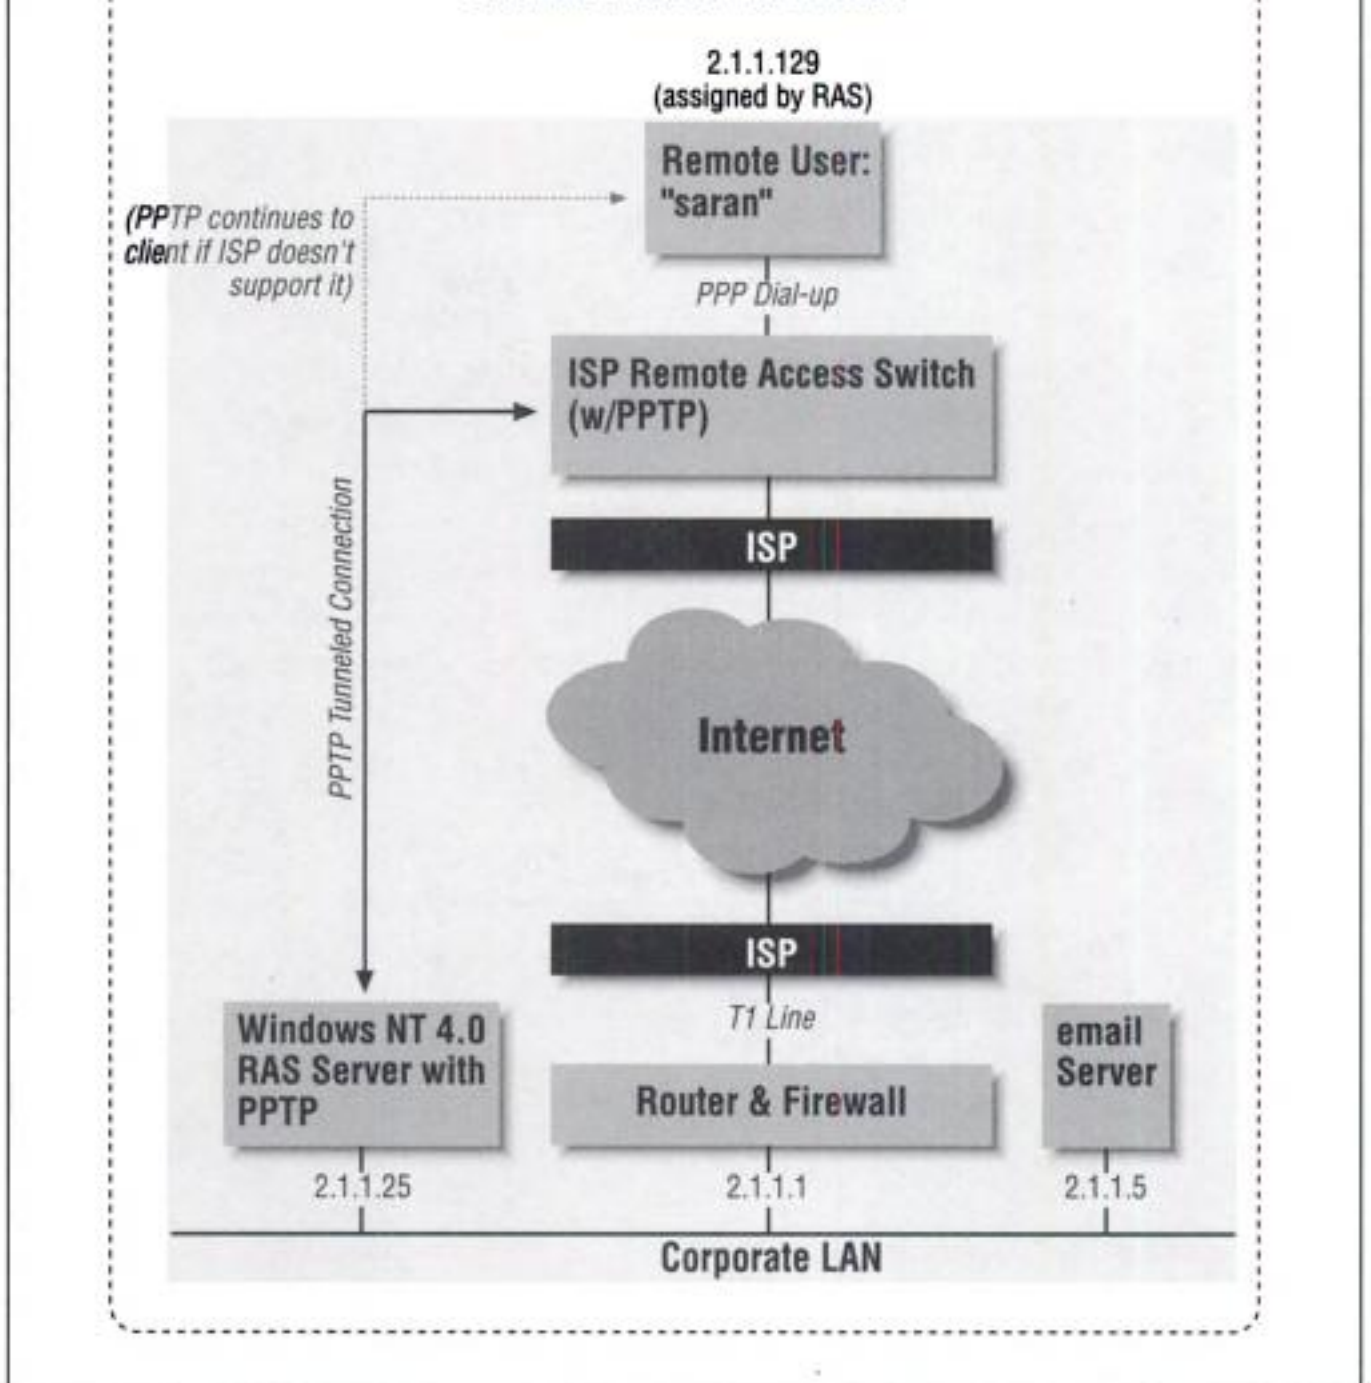 2.1.1.129
(assigned by RAS)
Remote User:
"saran"
(PPTP continues to
client if ISP doesn't
support it)
PPP Dial-up
ISP Remote Access Switch
(w/PPTP)
ISP
PPTP Tunneled Connection
Internet
ISP
T1 Line
Windows NT 4.0
RAS Server with
PPTP
Router & Firewall
email
Server
2.1.1.25
2.1.1.1
2.1.1.5
Corporate LAN